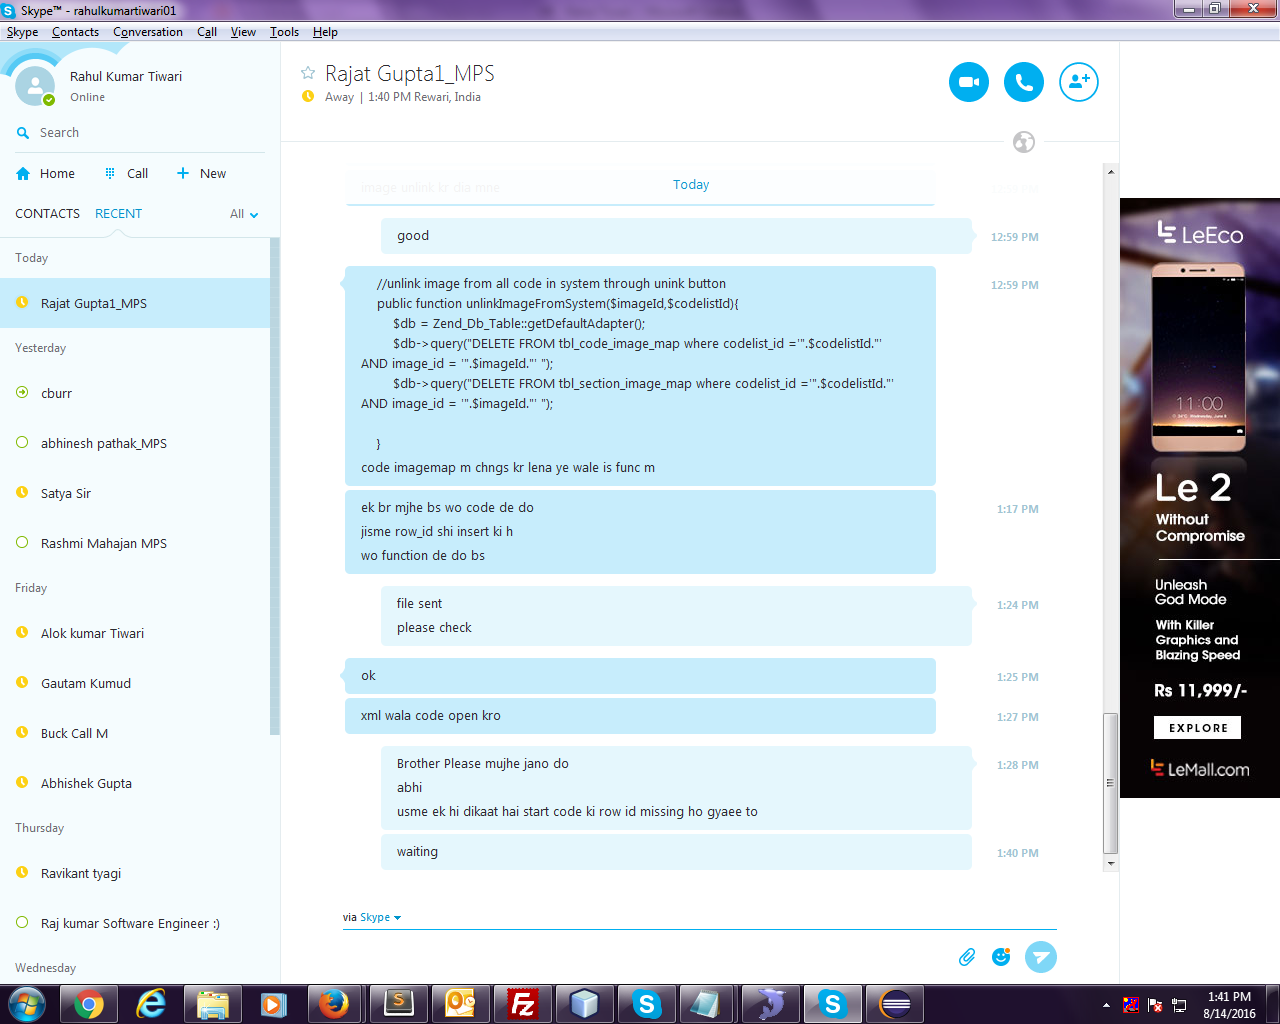 Skype™ - rahulkumartiwari01
Skype Contacts Conversation Call View Tools Help
Rahul Kumar Tiwari
Online
Search
Home Call New
CONTACTS RECENT All
Today
Rajat Gupta1_MPS
Yesterday
cburr
abhinesh pathak_MPS
Satya Sir
Rashmi Mahajan MPS
Friday
Alok kumar Tiwari
Gautam Kumud
Buck Call M
Abhishek Gupta
Thursday
Ravikant tyagi
Raj kumar Software Engineer :)
Wednesday
Rajat Gupta1_MPS
Away | 1:40 PM Rewari, India
image unlink kr dia mne
Today
good 12:59 PM
//unlink image from all code in system through unink button 12:59 PM
public function unlinkImageFromSystem($imageId,$codelistId){
$db = Zend_Db_Table::getDefaultAdapter();
$db->query("DELETE FROM tbl_code_image_map where codelist_id ='".$codelistId."'
AND image_id = '".$imageId."' ");
$db->query("DELETE FROM tbl_section_image_map where codelist_id ='".$codelistId."'
AND image_id = '".$imageId."' ");
}
code imagemap m chngs kr lena ye wale is func m
ek br mjhe bs wo code de do 1:17 PM
jisme row_id shi insert ki h
wo function de do bs
file sent 1:24 PM
please check
ok 1:25 PM
xml wala code open kro 1:27 PM
Brother Please mujhe jano do 1:28 PM
abhi
usme ek hi dikaat hai start code ki row id missing ho gyaee to
waiting 1:40 PM
via Skype
LeEco
11:00
Le 2
Without
Compromise
Unleash
God Mode
With Killer
Graphics and
Blazing Speed
Rs 11,999/-
EXPLORE
LeMall.com
1:41 PM
8/14/2016